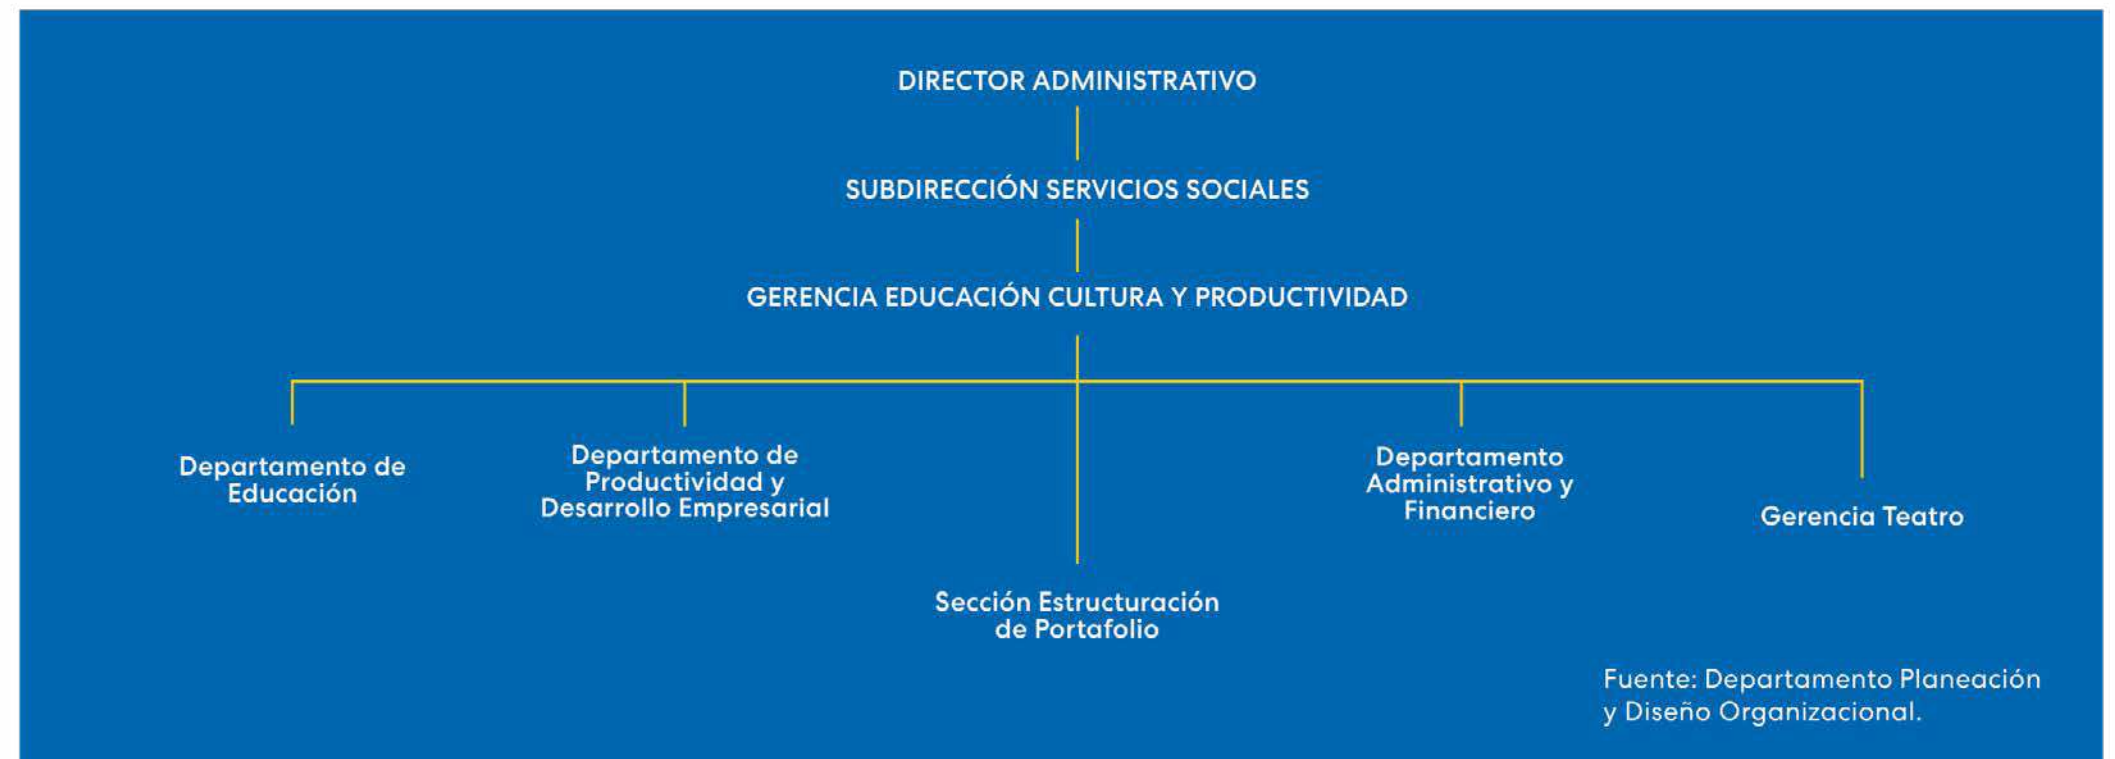 DIRECTOR ADMINISTRATIVO
SUBDIRECCIÓN SERVICIOS SOCIALES
GERENCIA EDUCACIÓN CULTURA Y PRODUCTIVIDAD
Departamento de
Educación
Departamento de
Productividad y
Desarrollo Empresarial
Sección Estructuración
de Portafolio
Departamento
Administrativo y
Financiero
Gerencia Teatro
Fuente: Departamento Planeación
y Diseño Organizacional.